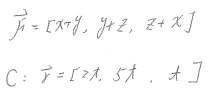 F⃗ = [x+y, y+z, z+x]
C: r⃗ = [2t, 5t, t]